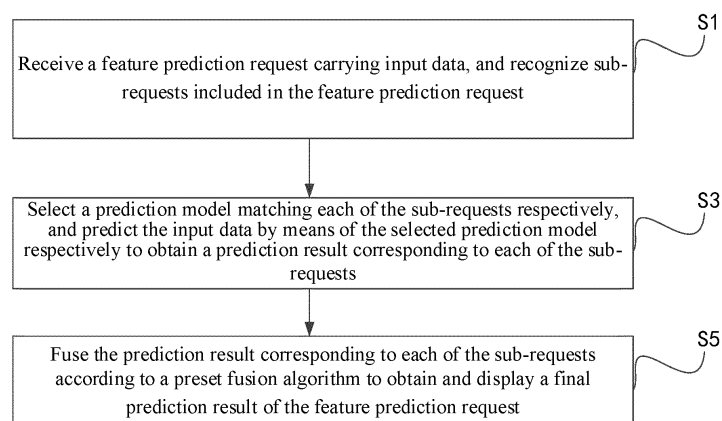 S1
Receive a feature prediction request carrying input data, and recognize sub-
requests included in the feature prediction request
S3
Select a prediction model matching each of the sub-requests respectively,
and predict the input data by means of the selected prediction model
respectively to obtain a prediction result corresponding to each of the sub-
requests
S5
Fuse the prediction result corresponding to each of the sub-requests
according to a preset fusion algorithm to obtain and display a final
prediction result of the feature prediction request